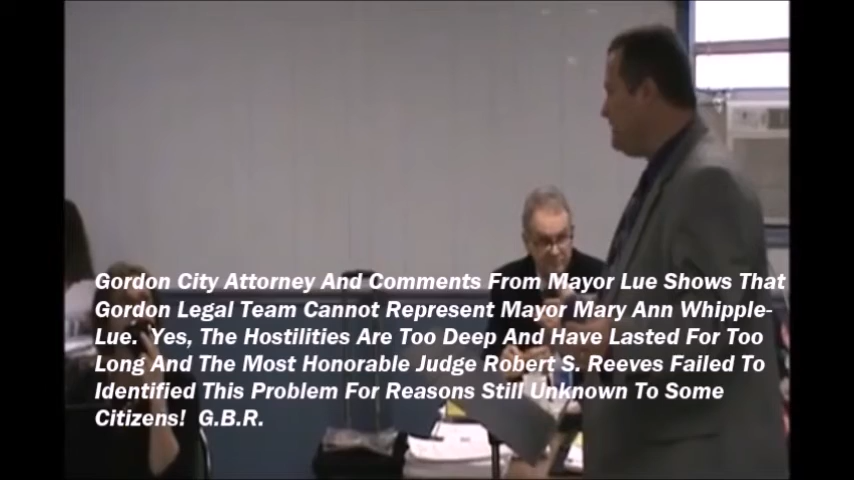 Gordon City Attorney And Comments From Mayor Lue Shows That
Gordon Legal Team Cannot Represent Mayor Mary Ann Whipple-
Lue.  Yes, The Hostilities Are Too Deep And Have Lasted For Too
Long And The Most Honorable Judge Robert S. Reeves Failed To
Identified This Problem For Reasons Still Unknown To Some
Citizens!  G.B.R.